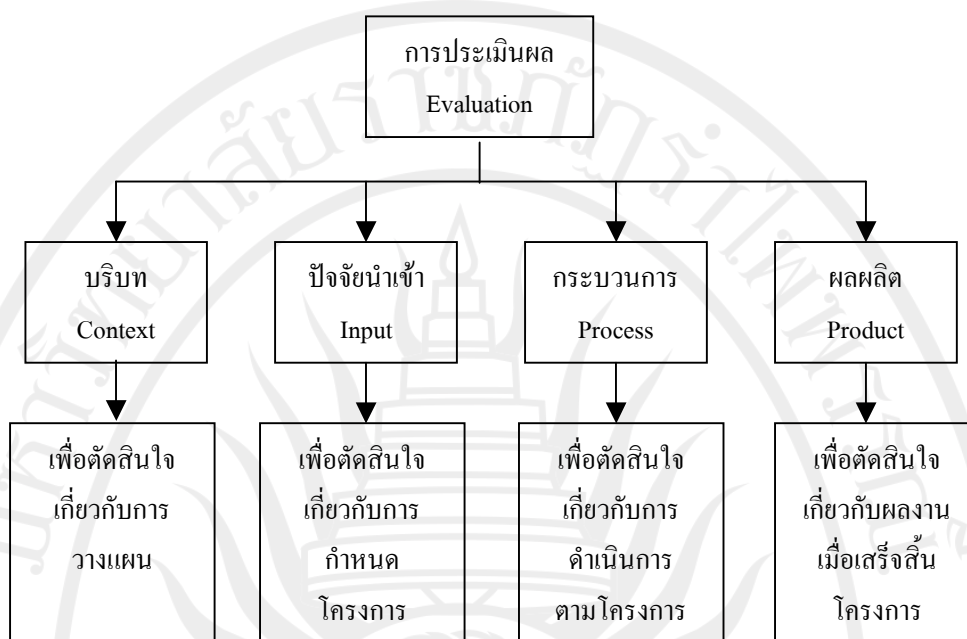 การประเมินผล
Evaluation
บริบท
Context
ปัจจัยนำเข้า
Input
กระบวนการ
Process
ผลผลิต
Product
เพื่อตัดสินใจ
เกี่ยวกับการ
วางแผน
เพื่อตัดสินใจ
เกี่ยวกับการ
กำหนด
โครงการ
เพื่อตัดสินใจ
เกี่ยวกับการ
ดำเนินการ
ตามโครงการ
เพื่อตัดสินใจ
เกี่ยวกับผลงาน
เมื่อเสร็จสิ้น
โครงการ